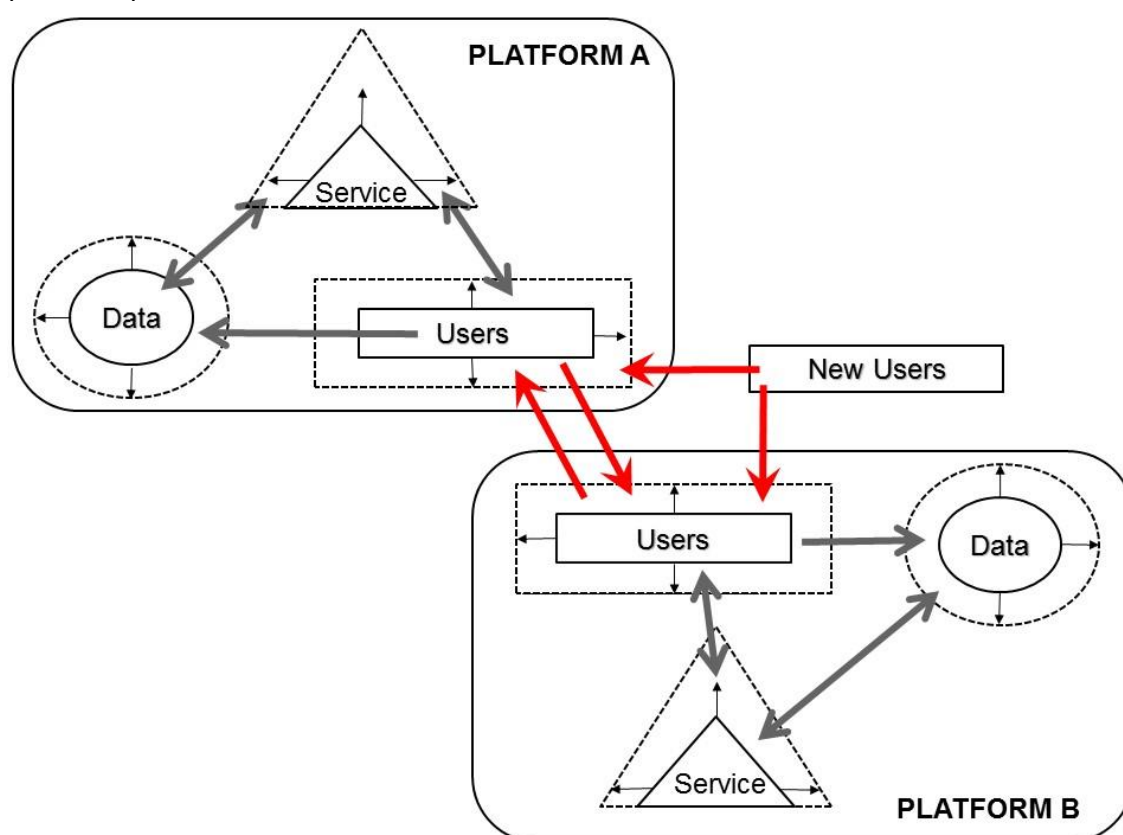 PLATFORM A
Service
Data
Users
New Users
Users
Data
Service
PLATFORM B